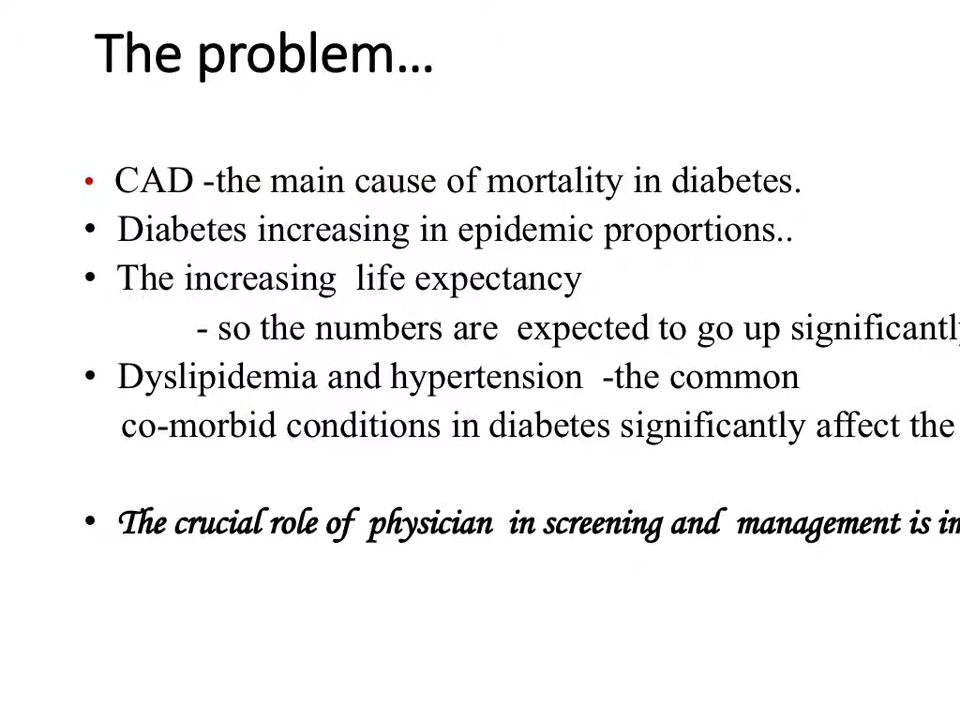 The problem...
• CAD -the main cause of mortality in diabetes.
• Diabetes increasing in epidemic proportions..
• The increasing life expectancy
- so the numbers are expected to go up significantly
• Dyslipidemia and hypertension -the common
co-morbid conditions in diabetes significantly affect the
• The crucial role of physician in screening and management is